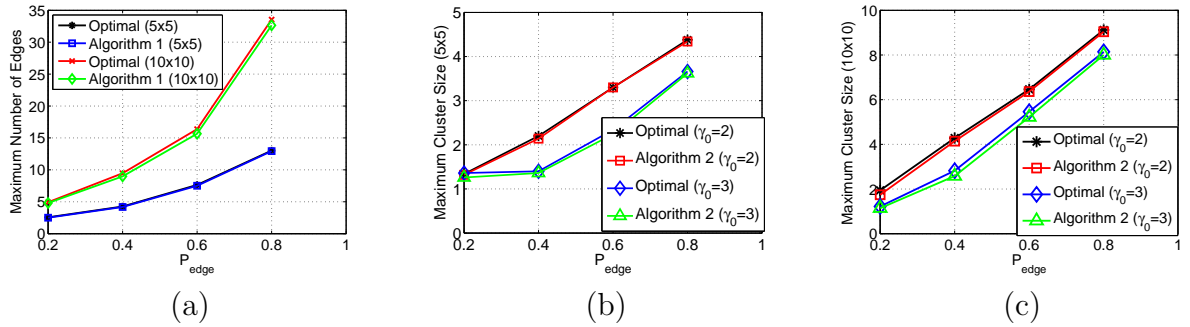 Maximum Number of Edges
35
30
25
20
15
10
5
0
0.2
0.4
0.6
0.8
1
P_edge
Optimal (5x5)
Algorithm 1 (5x5)
Optimal (10x10)
Algorithm 1 (10x10)
(a)
Maximum Cluster Size (5x5)
5
4
3
2
1
0
0.2
0.4
0.6
0.8
1
P_edge
Optimal (γ₀=2)
Algorithm 2 (γ₀=2)
Optimal (γ₀=3)
Algorithm 2 (γ₀=3)
(b)
Maximum Cluster Size (10x10)
10
8
6
4
2
0
0.2
0.4
0.6
0.8
1
P_edge
Optimal (γ₀=2)
Algorithm 2 (γ₀=2)
Optimal (γ₀=3)
Algorithm 2 (γ₀=3)
(c)